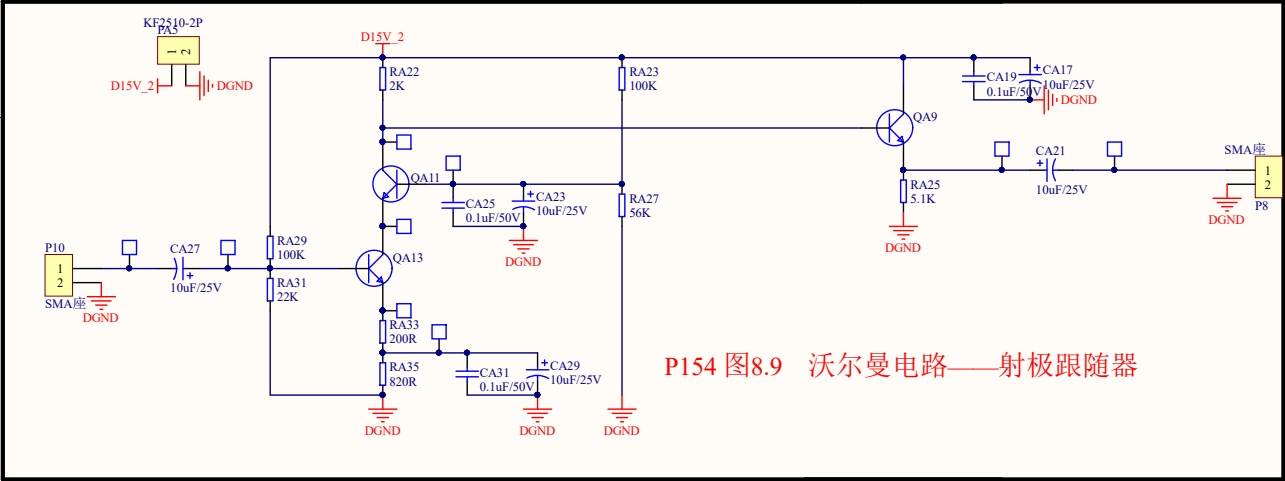 KF2510-2P
PA5
1 2
D15V_2
DGND
D15V_2
RA22
2K
RA23
100K
CA19
0.1uF/50V
CA17
10uF/25V
DGND
QA9
QA11
CA25
0.1uF/50V
CA23
10uF/25V
DGND
RA27
56K
RA25
5.1K
DGND
CA21
10uF/25V
SMA座
1
2
P8
DGND
P10
1
2
SMA座
DGND
CA27
10uF/25V
RA29
100K
RA31
22K
QA13
RA33
200R
RA35
820R
CA31
0.1uF/50V
CA29
10uF/25V
DGND
DGND
DGND
P154 图8.9 沃尔曼电路——射极跟随器